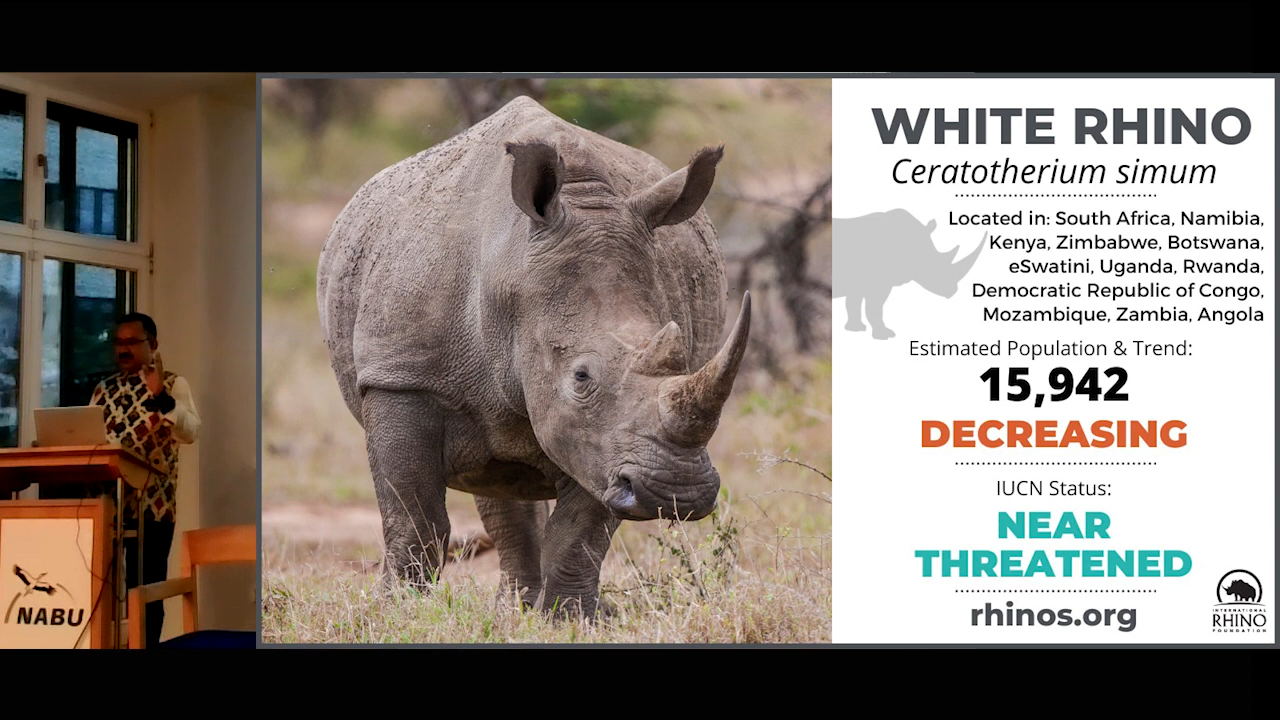 WHITE RHINO
Ceratotherium simum
Located in: South Africa, Namibia,
Kenya, Zimbabwe, Botswana,
eSwatini, Uganda, Rwanda,
Democratic Republic of Congo,
Mozambique, Zambia, Angola
Estimated Population & Trend:
15,942
DECREASING
IUCN Status:
NEAR
THREATENED
rhinos.org
INTERNATIONAL
RHINO
FOUNDATION
NABU